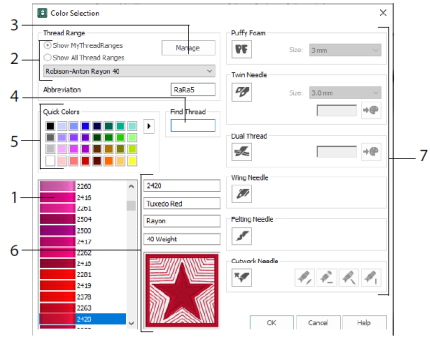 Color Selection
Thread Range
Show MyThreadRanges
Manage
Show All Thread Ranges
Robison-Anton Rayon 40
Abbreviation
RaRa5
Quick Colors
Find Thread
2260
2415
2261
2504
2500
2417
2262
2418
2281
2419
2378
2263
2420
2420
Tuxedo Red
Rayon
40 Weight
Puffy Foam
Size:
3 mm
Twin Needle
Size:
3.0 mm
Dual Thread
Wing Needle
Felting Needle
Cutwork Needle
OK
Cancel
Help
1
2
3
4
5
6
7